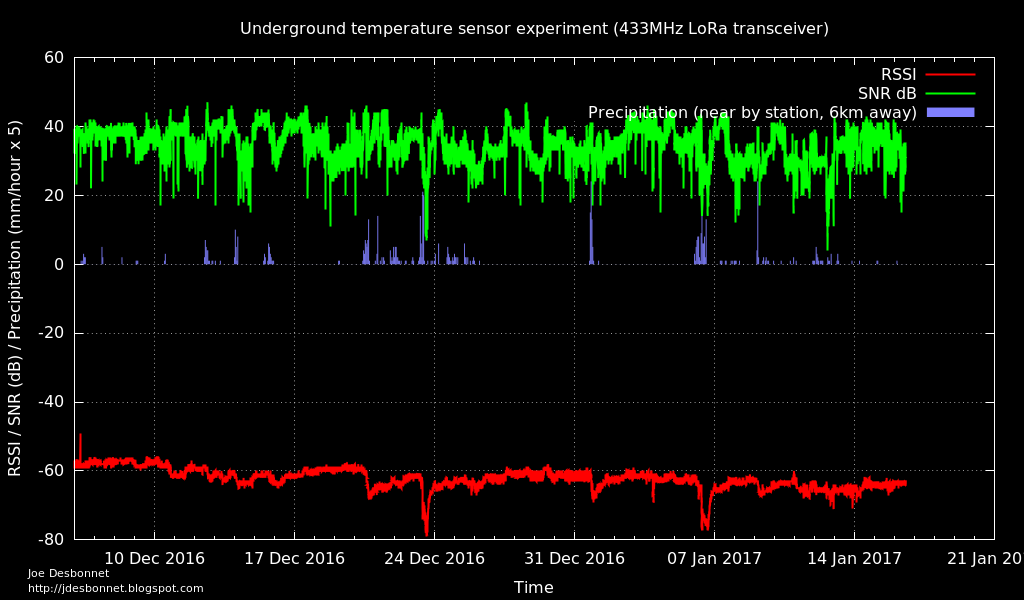 Underground temperature sensor experiment (433MHz LoRa transceiver)
RSSI
SNR dB
Precipitation (near by station, 6km away)
RSSI / SNR (dB) / Precipitation (mm/hour x 5)
60
40
20
0
-20
-40
-60
-80
10 Dec 2016 17 Dec 2016 24 Dec 2016 31 Dec 2016 07 Jan 2017 14 Jan 2017 21 Jan 20
Time
Joe Desbonnet
http://jdesbonnet.blogspot.com